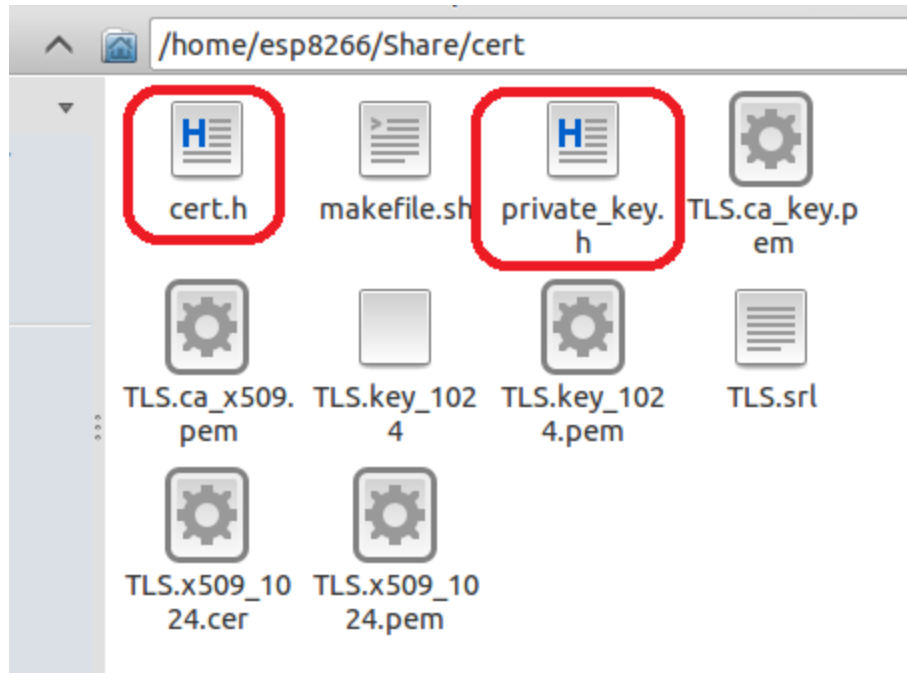 /home/esp8266/Share/cert
cert.h
makefile.sh
private_key.
h
TLS.ca_key.p
em
TLS.ca_x509.
pem
TLS.key_102
4
TLS.key_102
4.pem
TLS.srl
TLS.x509_10
24.cer
TLS.x509_10
24.pem